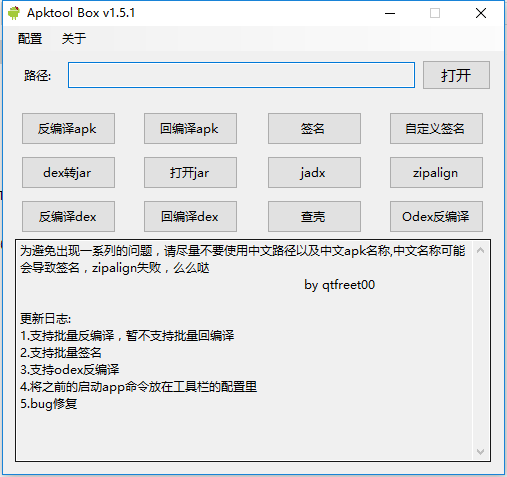 Apktool Box v1.5.1
配置 关于
路径: 打开
反编译apk 回编译apk 签名 自定义签名
dex转jar 打开jar jadx zipalign
反编译dex 回编译dex 查壳 Odex反编译
为避免出现一系列的问题，请尽量不要使用中文路径以及中文apk名称,中文名称可能
会导致签名，zipalign失败，么么哒
by qtfreet00
更新日志:
1.支持批量反编译，暂不支持批量回编译
2.支持批量签名
3.支持odex反编译
4.将之前的启动app命令放在工具栏的配置里
5.bug修复